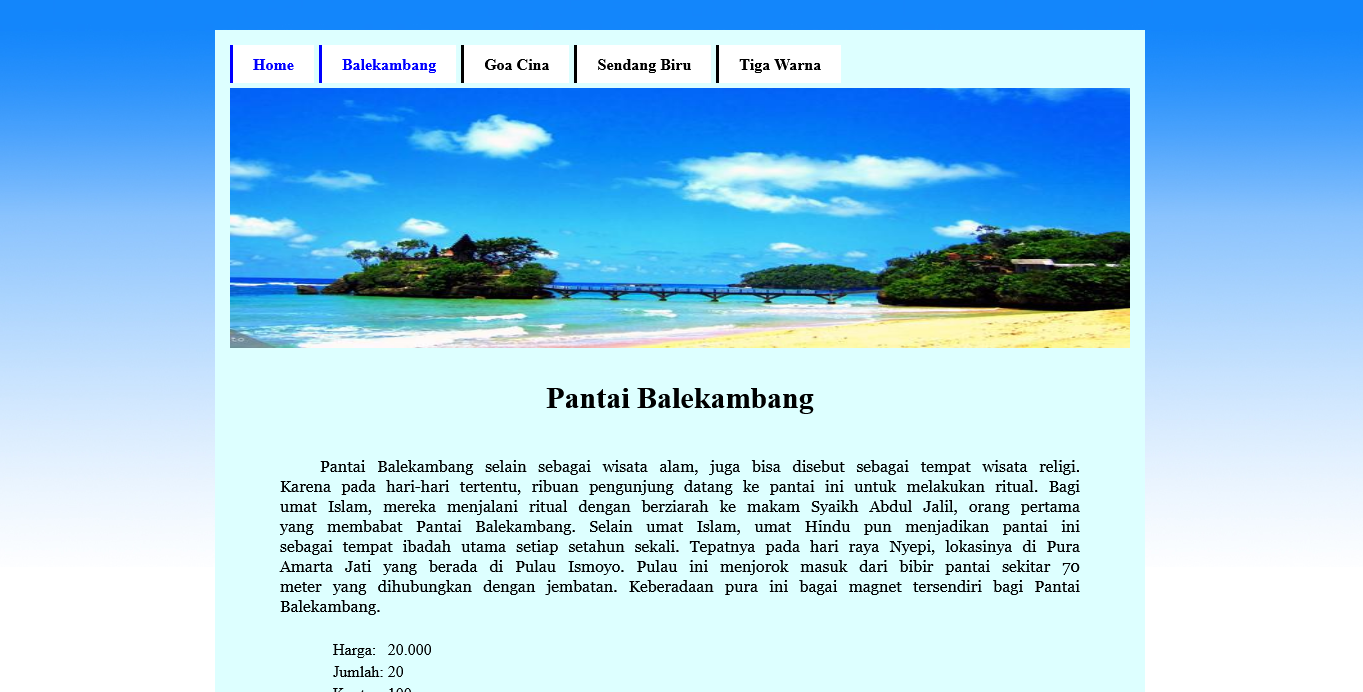 Home Balekambang Goa Cina Sendang Biru Tiga Warna
to
Pantai Balekambang
Pantai Balekambang selain sebagai wisata alam, juga bisa disebut sebagai tempat wisata religi.
Karena pada hari-hari tertentu, ribuan pengunjung datang ke pantai ini untuk melakukan ritual. Bagi
umat Islam, mereka menjalani ritual dengan berziarah ke makam Syaikh Abdul Jalil, orang pertama
yang membabat Pantai Balekambang. Selain umat Islam, umat Hindu pun menjadikan pantai ini
sebagai tempat ibadah utama setiap setahun sekali. Tepatnya pada hari raya Nyepi, lokasinya di Pura
Amarta Jati yang berada di Pulau Ismoyo. Pulau ini menjorok masuk dari bibir pantai sekitar 70
meter yang dihubungkan dengan jembatan. Keberadaan pura ini bagai magnet tersendiri bagi Pantai
Balekambang.
Harga: 20.000
Jumlah: 20
100